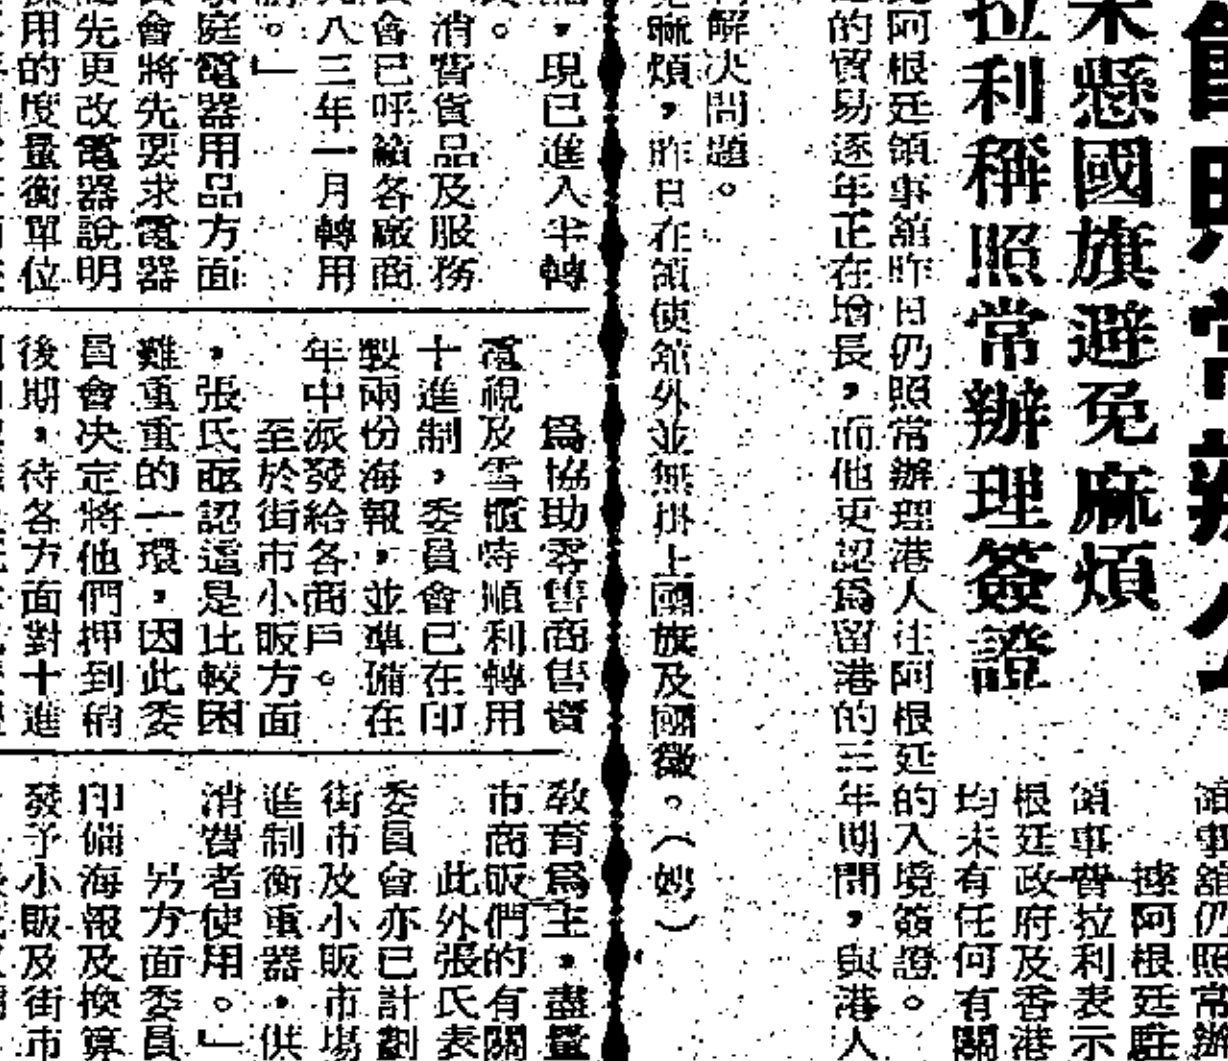 館照常辦
未懸國旗避免麻煩
拉利稱照常辦理簽證
領事館仍照常辦
據阿根廷駐
領事費拉利表示
根廷政府及香港
均未有任何有關
阿根廷領事館昨日仍照常辦理港人往阿根廷的入境簽證。
的貿易逐年正在增長,而他更認為留港的三年期間,與港人
解決問題。
麻煩,昨日在領使館外並無掛上國旗及國徽。(妙)
,現已進入半轉
。
消費貨品及服務
會已呼籲各廠商
八三年一月轉用
。」
庭電器用品方面
會將先要求電器
先更改電器說明
用的度量衡單位
為協助零售商售賣
電視及雪櫃時順利轉用
十進制,委員會已在印
製兩份海報,並準備在
年中派發給各商戶。
至於街市小販方面
,張氏認這是比較困
難重重的一環,因此委
員會決定將他們押到稍
後期,待各方面對十進
教育為主,盡量
市商販們的有關
此外張氏表
委員會亦已計劃
街市及小販市場
進制衡重器,供
消費者使用。」
另方面委員
印備海報及換算
發予小販及街市